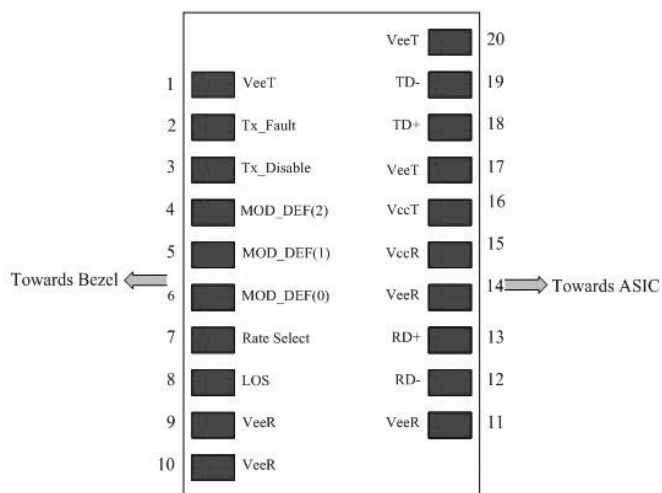 VeeT 20
1 VeeT TD- 19
2 Tx_Fault TD+ 18
3 Tx_Disable VeeT 17
4 MOD_DEF(2) VccT 16
5 MOD_DEF(1) VccR 15
Towards Bezel
6 MOD_DEF(0) VeeR 14
Towards ASIC
7 Rate Select RD+ 13
8 LOS RD- 12
9 VeeR VeeR 11
10 VeeR